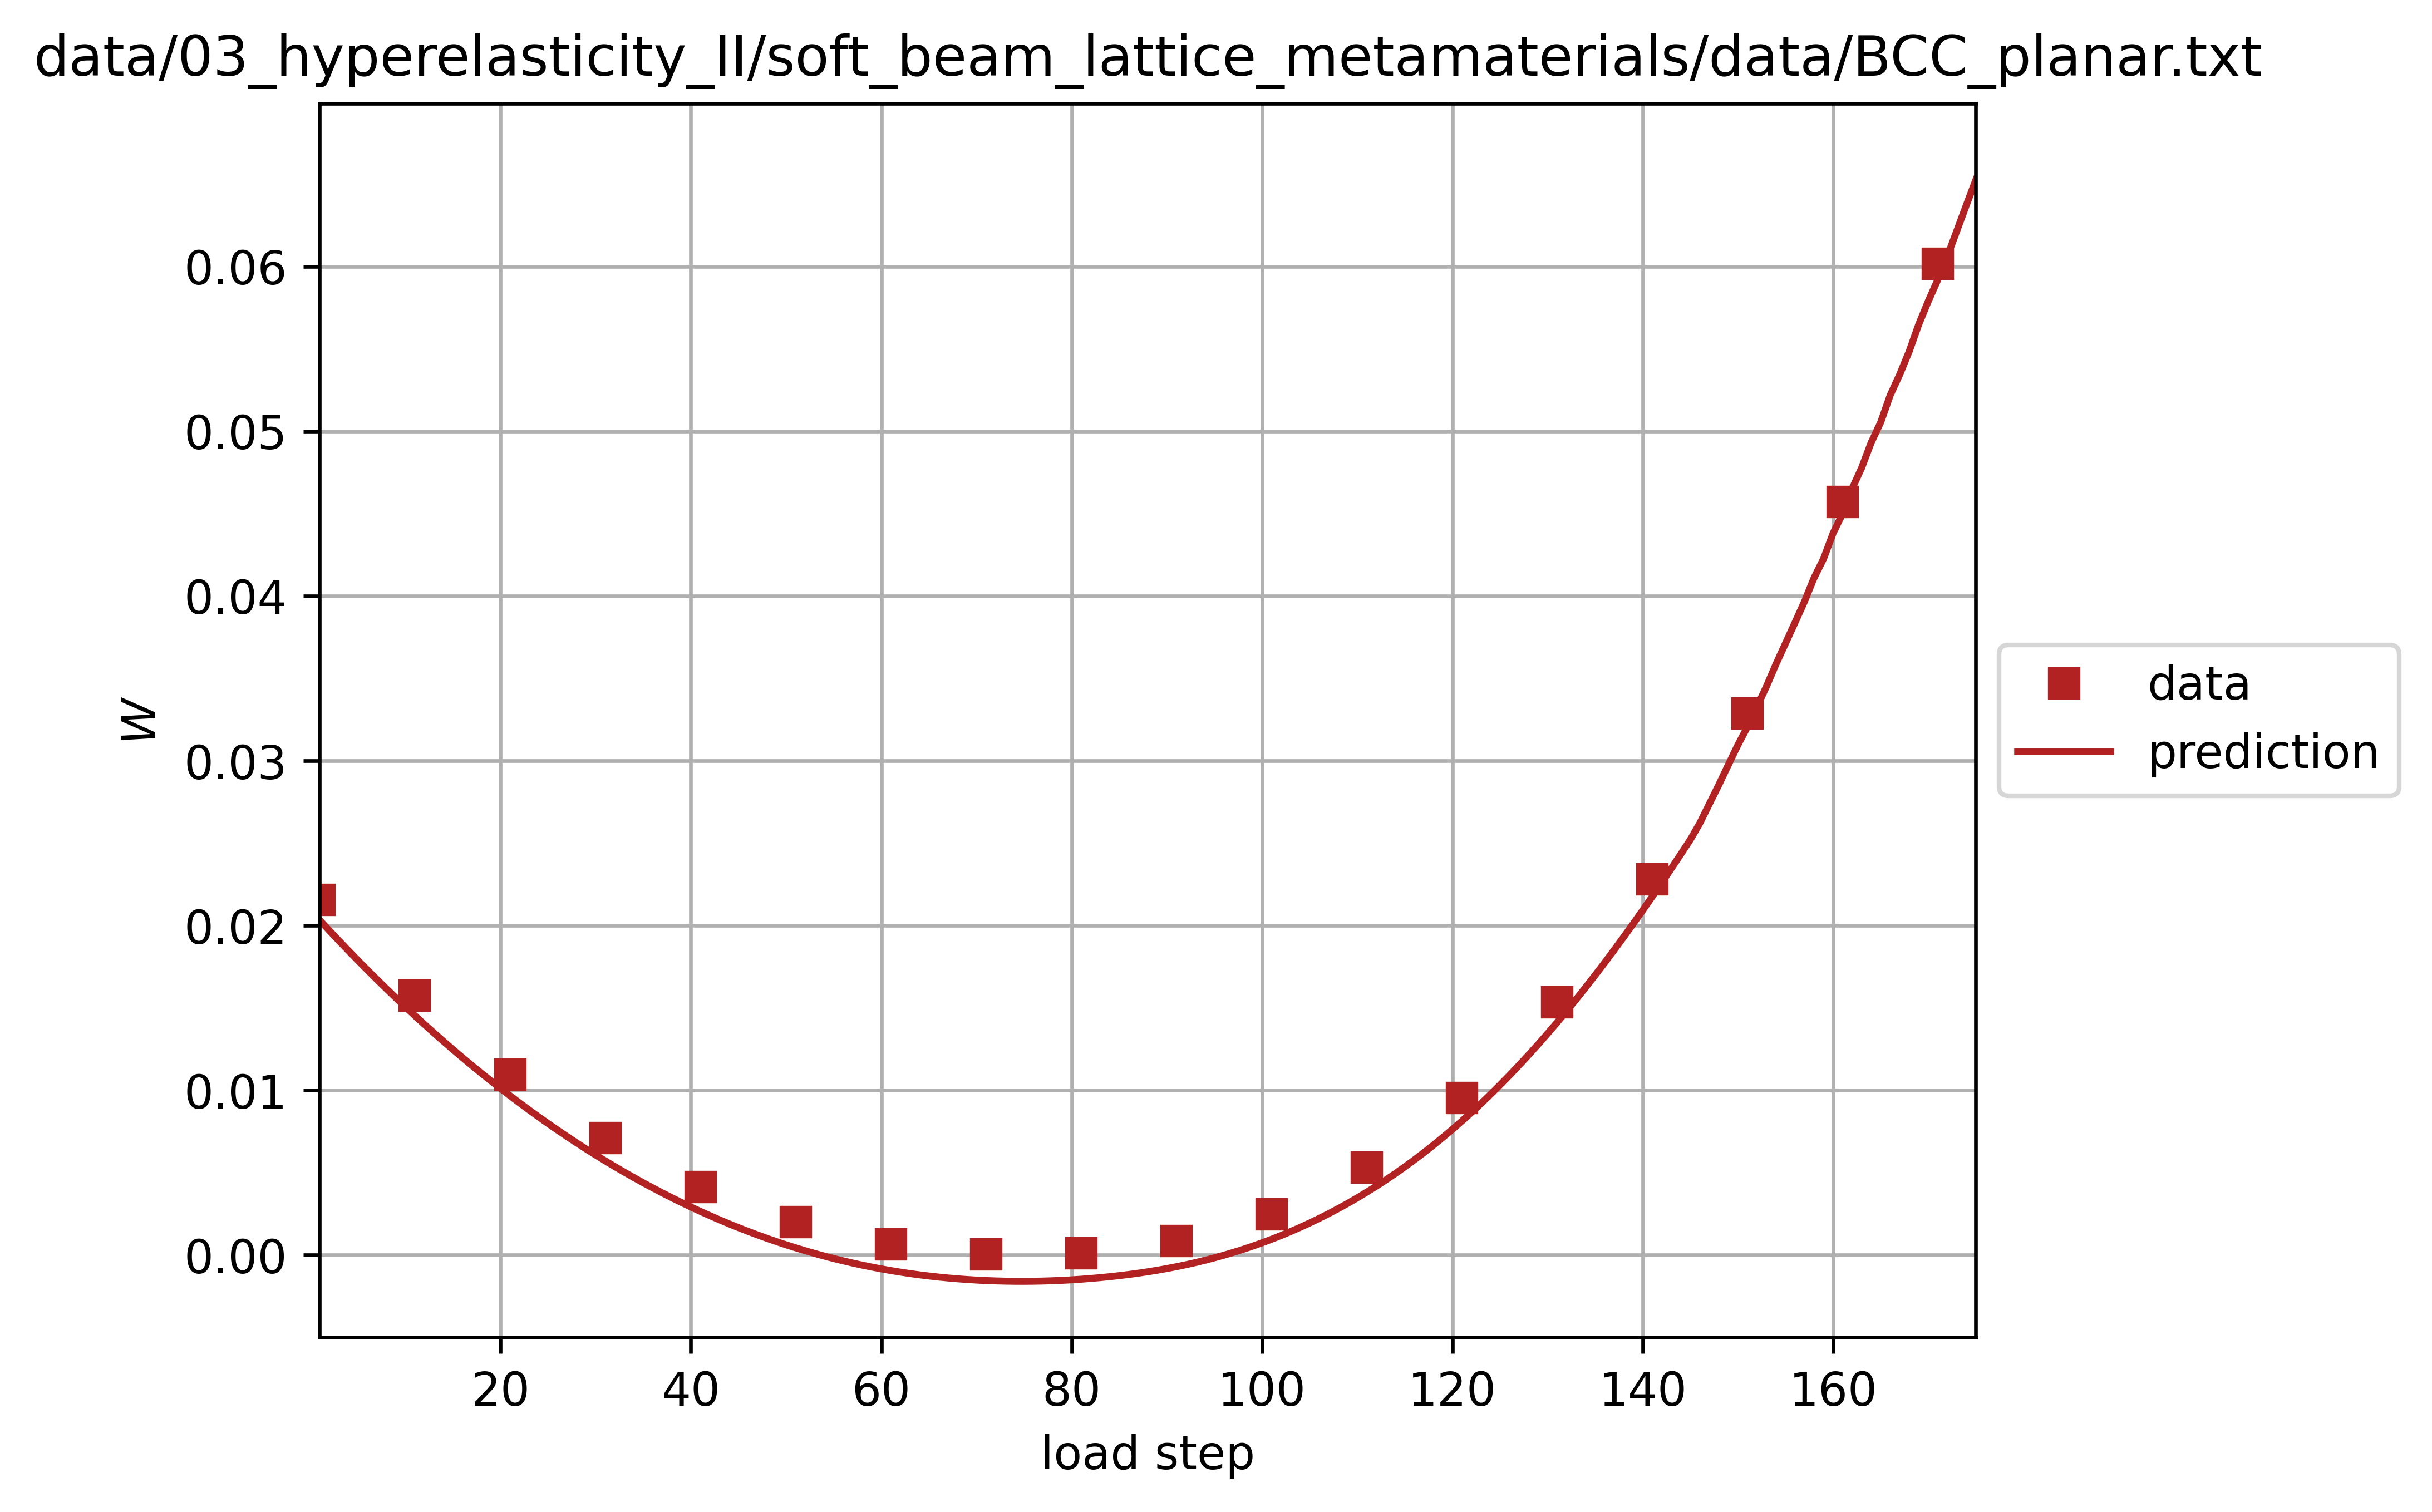 data/03_hyperelasticity_II/soft_beam_lattice_metamaterials/data/BCC_planar.txt
0.06
0.05
0.04
0.03
0.02
0.01
0.00
W
20 40 60 80 100 120 140 160
load step
data
prediction